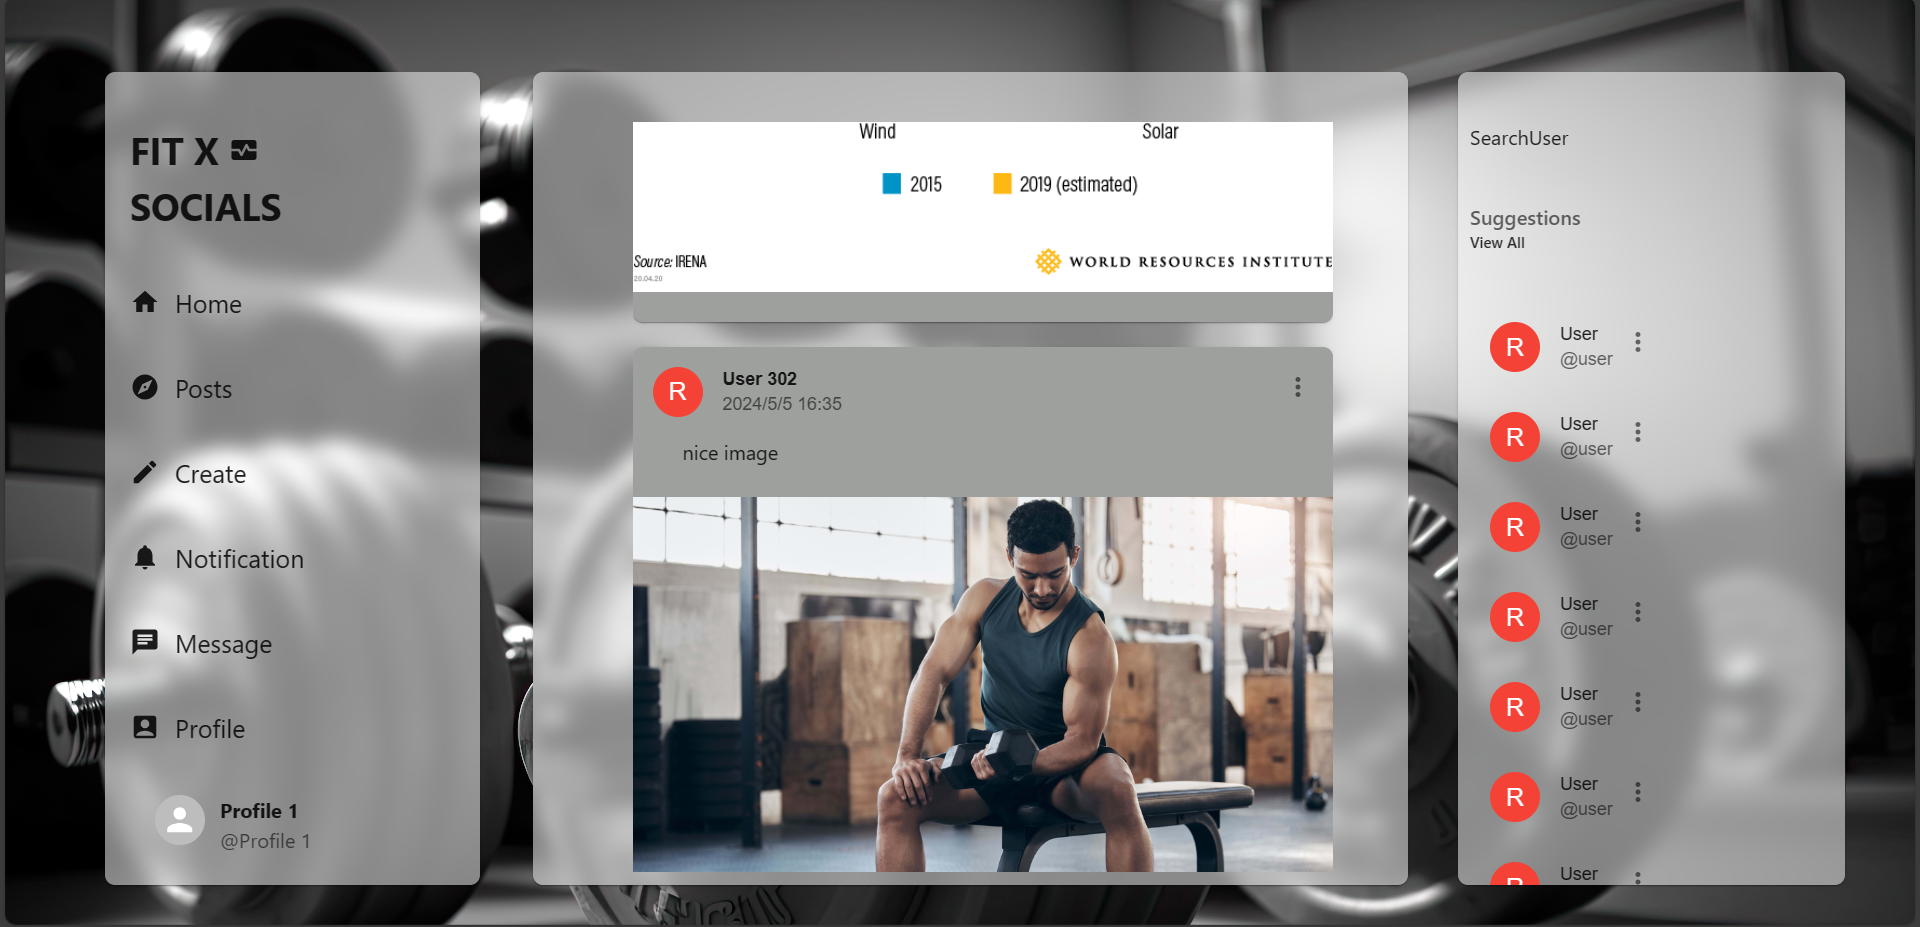 FIT X
SOCIALS
Home
Posts
Create
Notification
Message
Profile
Profile 1
@Profile 1
Wind Solar
2015 2019 (estimated)
Source: IRENA
WORLD RESOURCES INSTITUTE
20.04.20
R
User 302
2024/5/5 16:35
nice image
SearchUser
Suggestions
View All
R
User
@user
R
User
@user
R
User
@user
R
User
@user
R
User
@user
R
User
@user
R
User